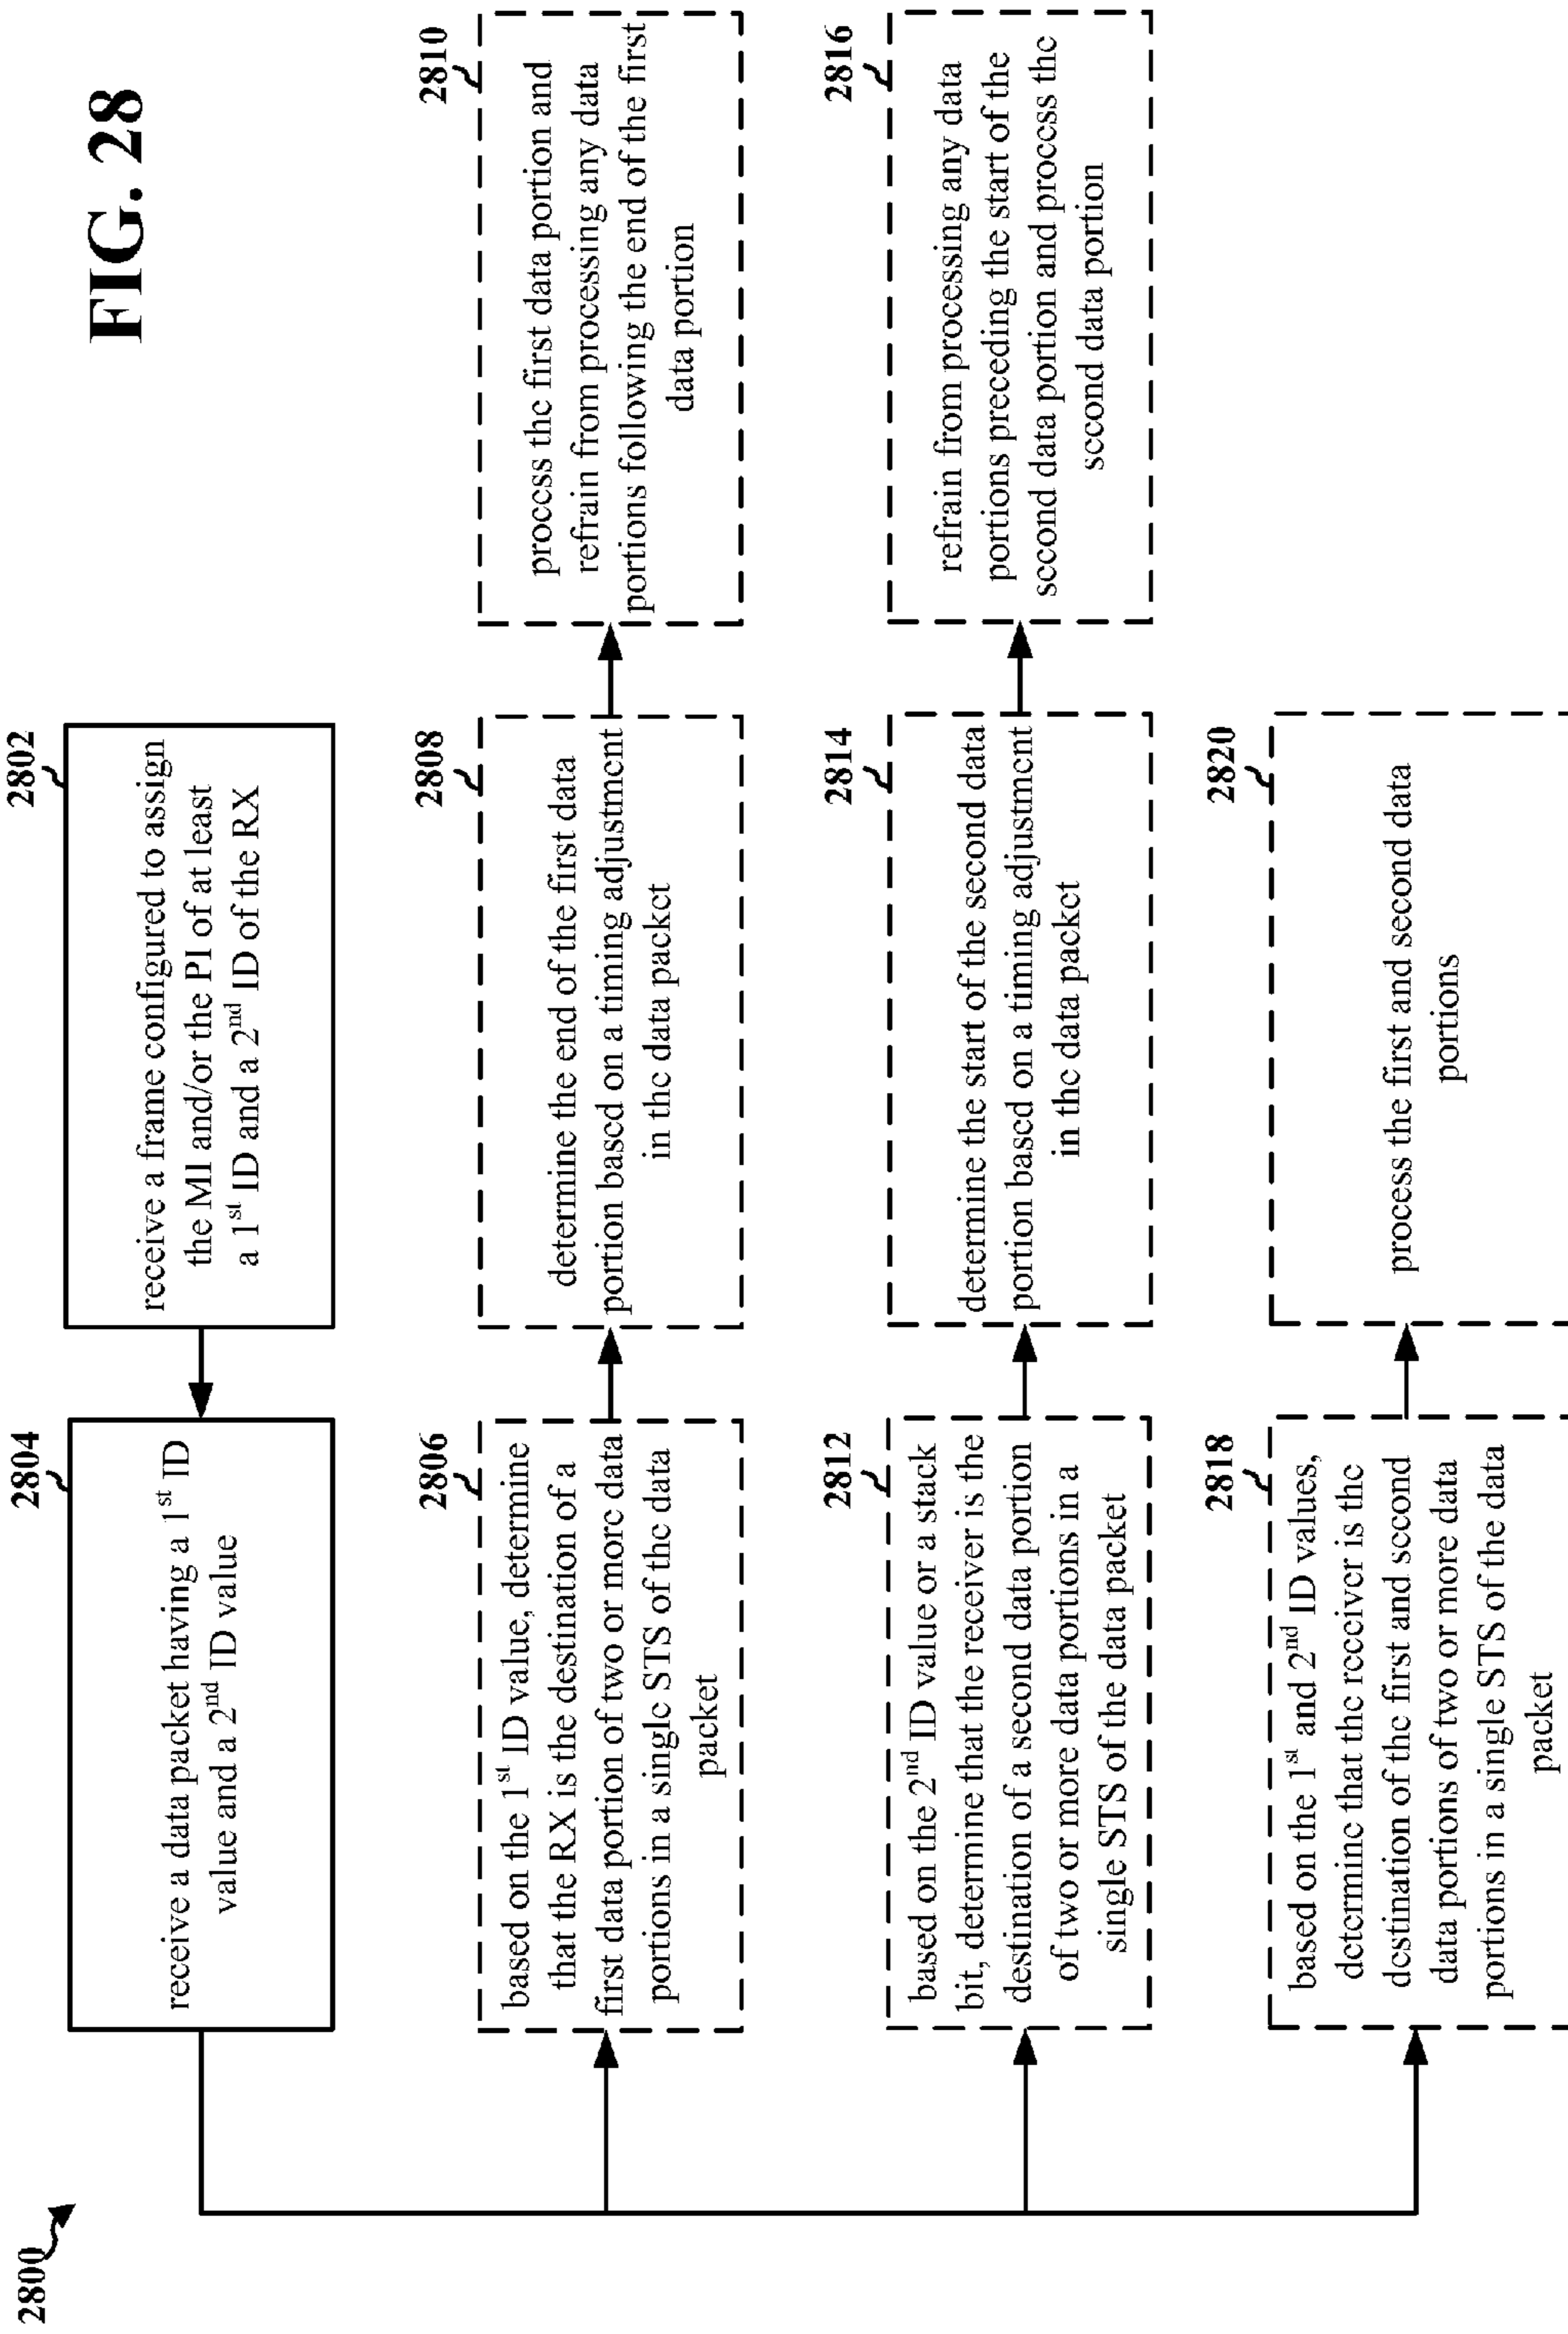 FIG. 28
2800
2802
receive a frame configured to assign
the MI and/or the PI of at least
a 1st ID and a 2nd ID of the RX
2804
receive a data packet having a 1st ID
value and a 2nd ID value
2806
based on the 1st ID value, determine
that the RX is the destination of a
first data portion of two or more data
portions in a single STS of the data
packet
2808
determine the end of the first data
portion based on a timing adjustment
in the data packet
2810
process the first data portion and
refrain from processing any data
portions following the end of the first
data portion
2812
based on the 2nd ID value or a stack
bit, determine that the receiver is the
destination of a second data portion
of two or more data portions in a
single STS of the data packet
2814
determine the start of the second data
portion based on a timing adjustment
in the data packet
2816
refrain from processing any data
portions preceding the start of the
second data portion and process the
second data portion
2818
based on the 1st and 2nd ID values,
determine that the receiver is the
destination of the first and second
data portions of two or more data
portions in a single STS of the data
packet
2820
process the first and second data
portions